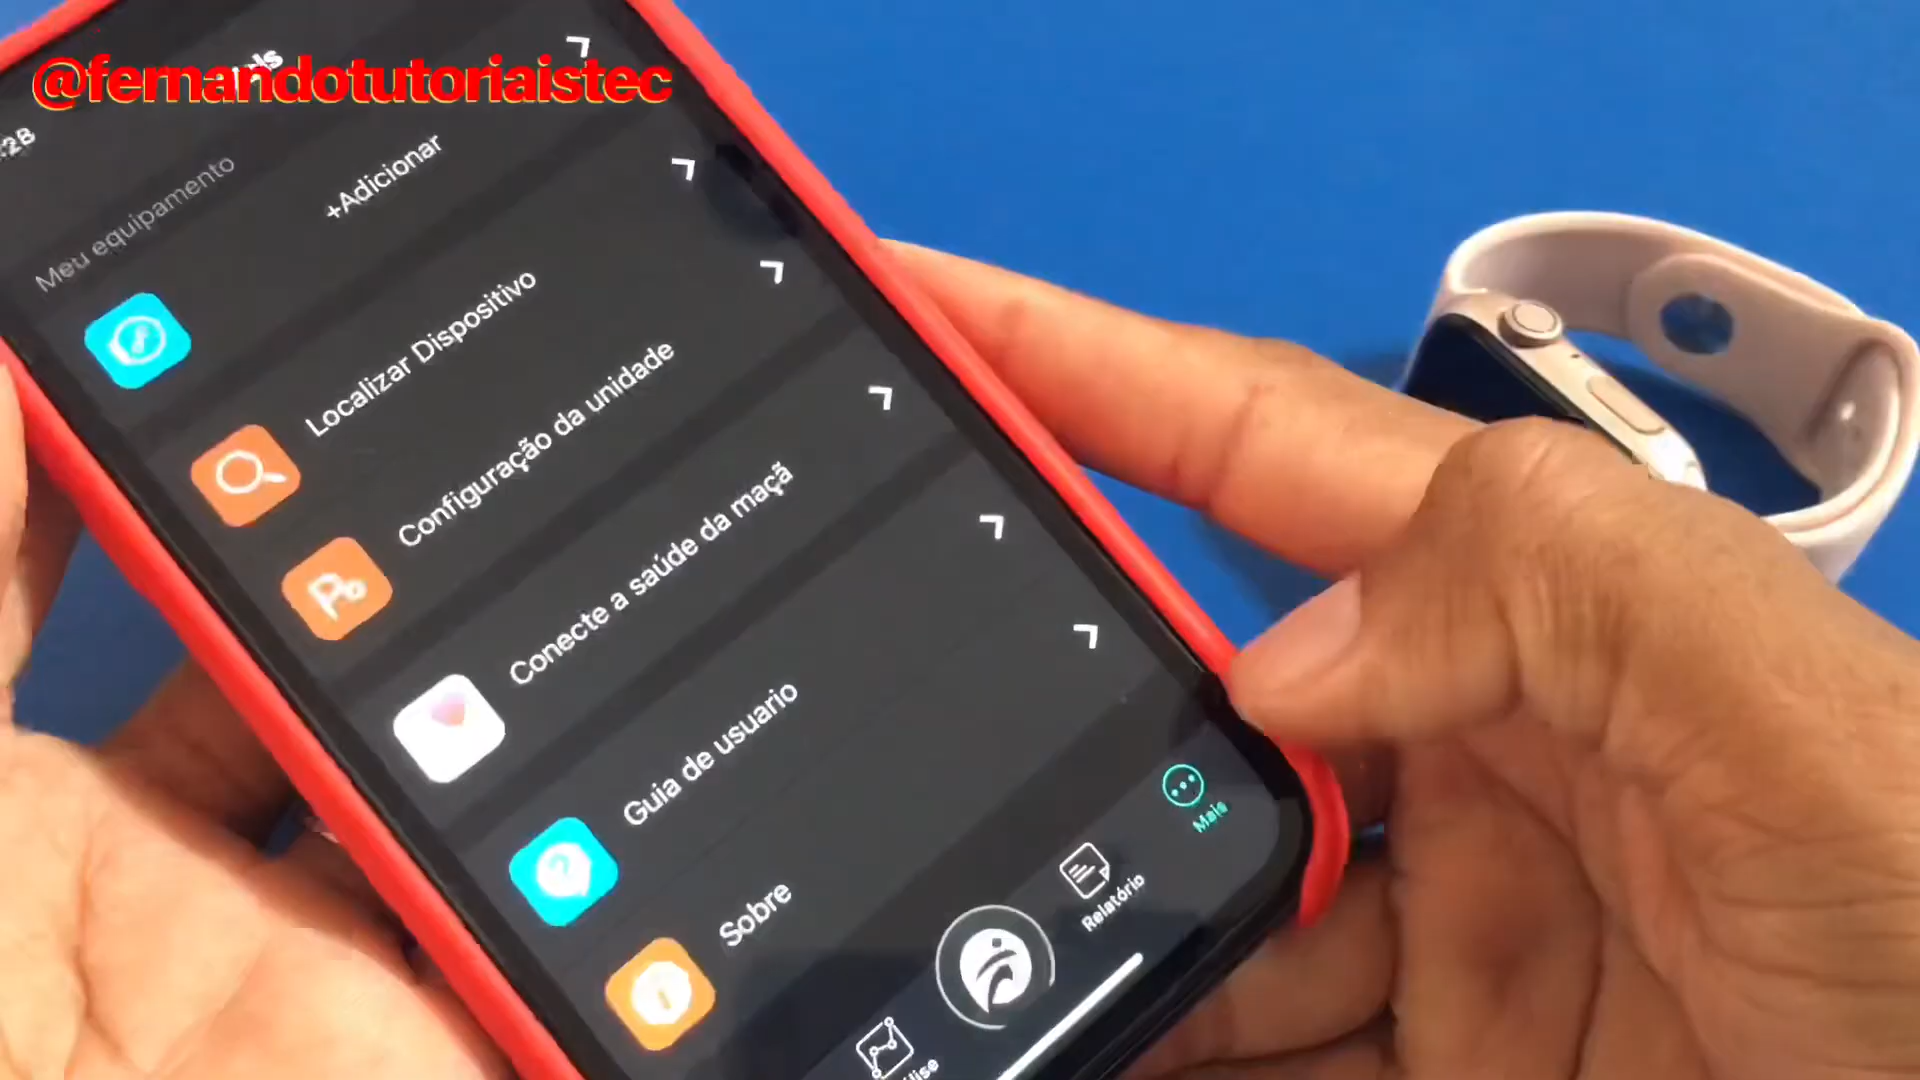 @fernandotutoriaistec
:28
Meu equipamento
+Adicionar
Localizar Dispositivo
Configuração da unidade
Conecte a saúde da maçã
Guia de usuario
Sobre
Relatório
Mais